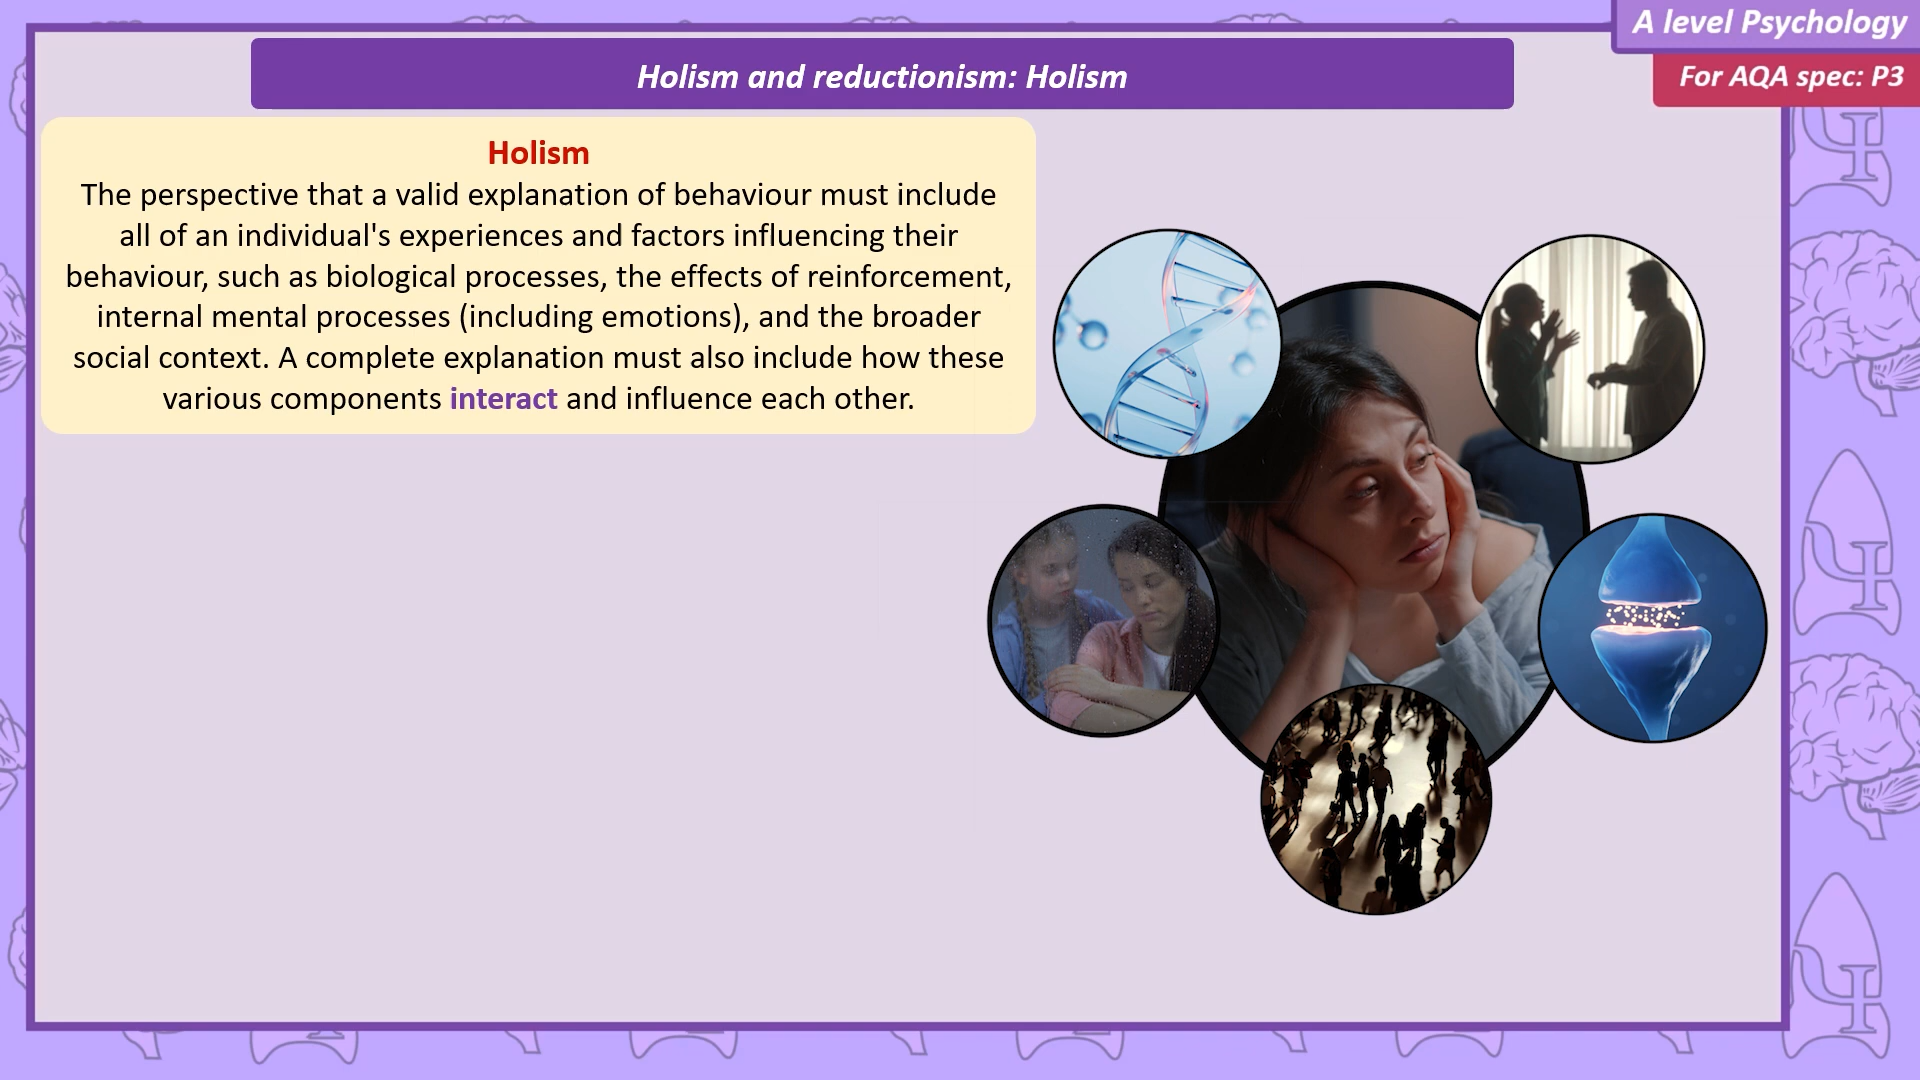 A level Psychology
For AQA spec: P3
Holism and reductionism: Holism
Holism
The perspective that a valid explanation of behaviour must include
all of an individual's experiences and factors influencing their
behaviour, such as biological processes, the effects of reinforcement,
internal mental processes (including emotions), and the broader
social context. A complete explanation must also include how these
various components interact and influence each other.